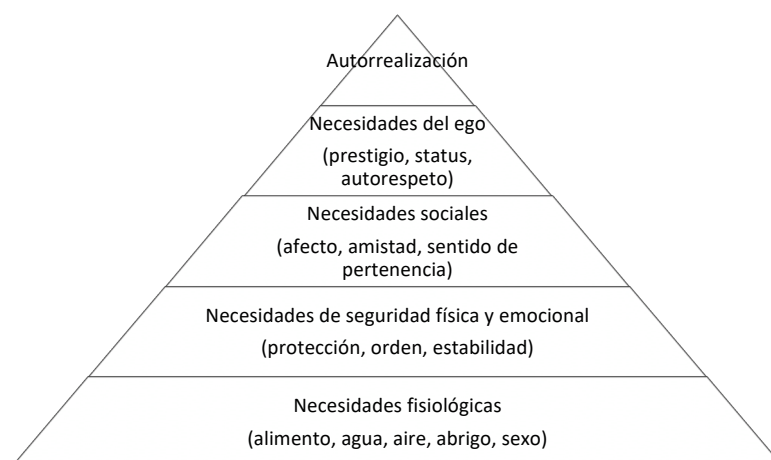 Autorrealización
Necesidades del ego
(prestigio, status,
autorespeto)
Necesidades sociales
(afecto, amistad, sentido de
pertenencia)
Necesidades de seguridad física y emocional
(protección, orden, estabilidad)
Necesidades fisiológicas
(alimento, agua, aire, abrigo, sexo)